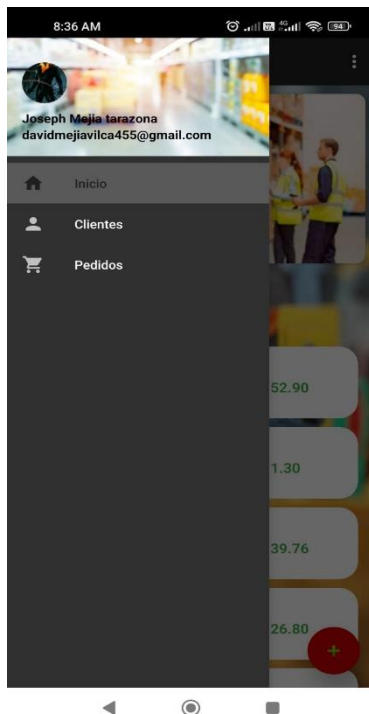 8:36 AM
4G
94
Joseph Mejia tarazona
davidmejiavilca455@gmail.com
Inicio
Clientes
Pedidos
52.90
1.30
39.76
26.80
+